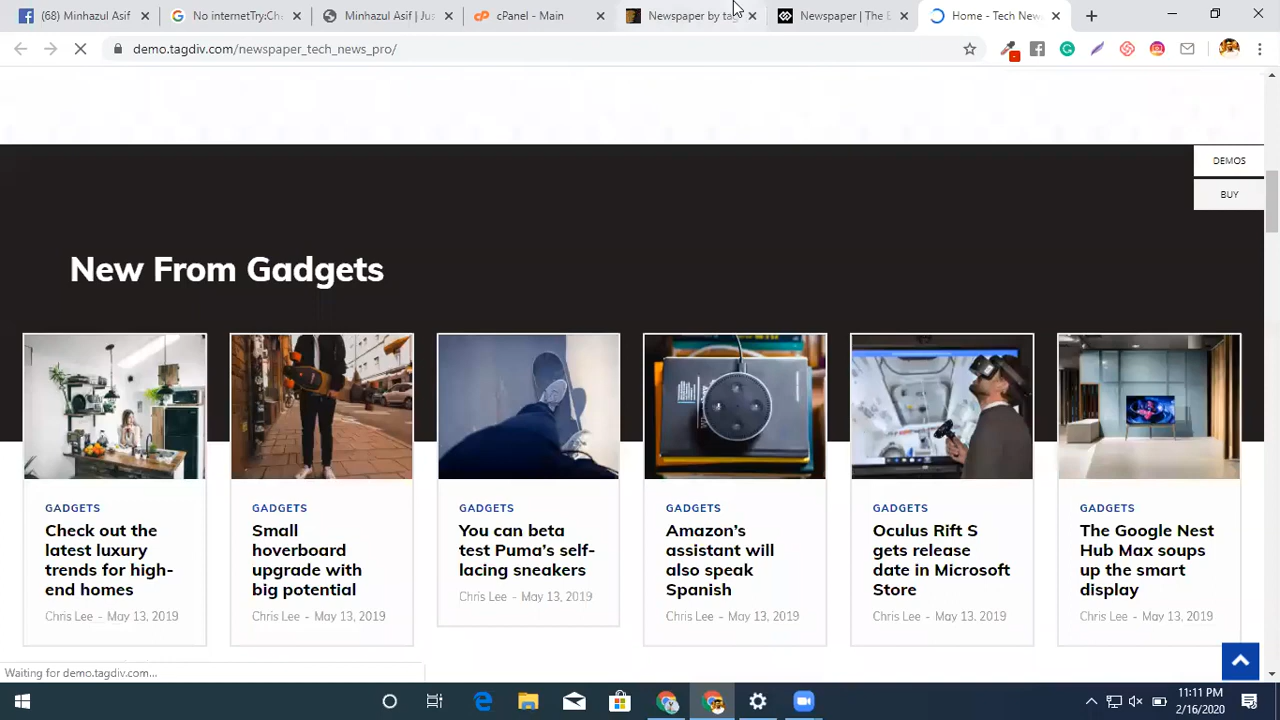 (68) Minhazul Asif
No internetTry:Che
Minhazul Asif | Jus
cPanel - Main
Newspaper by tag
Newspaper | The E
Home - Tech New
demo.tagdiv.com/newspaper_tech_news_pro/
DEMOS
BUY
New From Gadgets
GADGETS
Check out the
latest luxury
trends for high-
end homes
Chris Lee - May 13, 2019
GADGETS
Small
hoverboard
upgrade with
big potential
Chris Lee - May 13, 2019
GADGETS
You can beta
test Puma's self-
lacing sneakers
Chris Lee - May 13, 2019
GADGETS
Amazon's
assistant will
also speak
Spanish
Chris Lee - May 13, 2019
GADGETS
Oculus Rift S
gets release
date in Microsoft
Store
Chris Lee - May 13, 2019
GADGETS
The Google Nest
Hub Max soups
up the smart
display
Chris Lee - May 13, 2019
Waiting for demo.tagdiv.com...
11:11 PM
2/16/2020